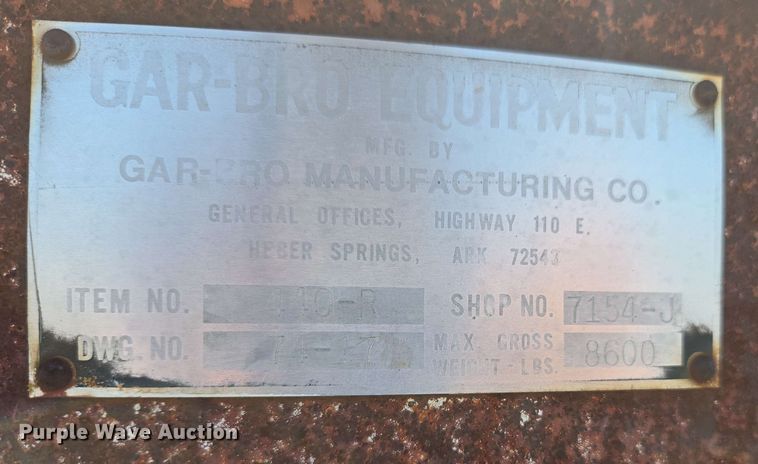 GAR-BRO EQUIPMENT
MFG. BY
GAR-BRO MANUFACTURING CO.
GENERAL OFFICES, HIGHWAY 110 E.
HEBER SPRINGS, ARK 72543
ITEM NO. SHOP NO. 7154-J
DWG. NO. MAX. GROSS WEIGHT - LBS. 8600
Purple Wave Auction